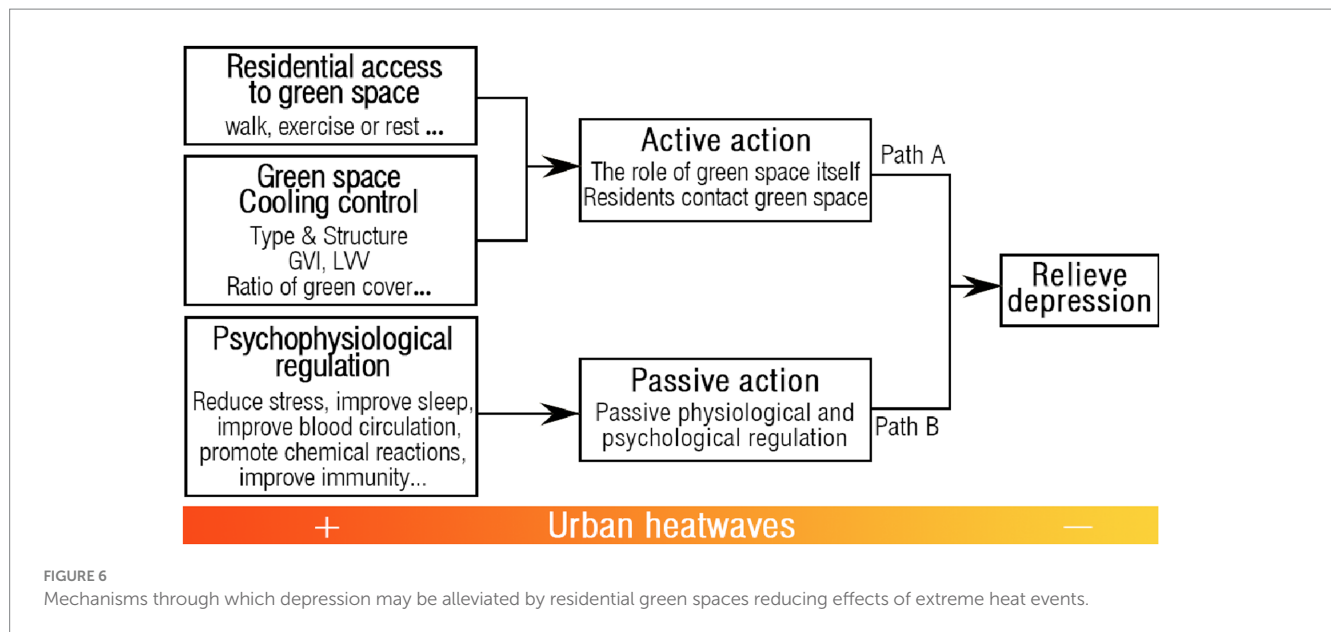 Residential access
to green space
walk, exercise or rest ...
Green space
Cooling control
Type & Structure
GVI, LVV
Ratio of green cover...
Psychophysiological
regulation
Reduce stress, improve sleep,
improve blood circulation,
promote chemical reactions,
improve immunity...
Active action
The role of green space itself
Residents contact green space
Passive action
Passive physiological and
psychological regulation
Path A
Path B
Relieve
depression
+ Urban heatwaves —
FIGURE 6
Mechanisms through which depression may be alleviated by residential green spaces reducing effects of extreme heat events.